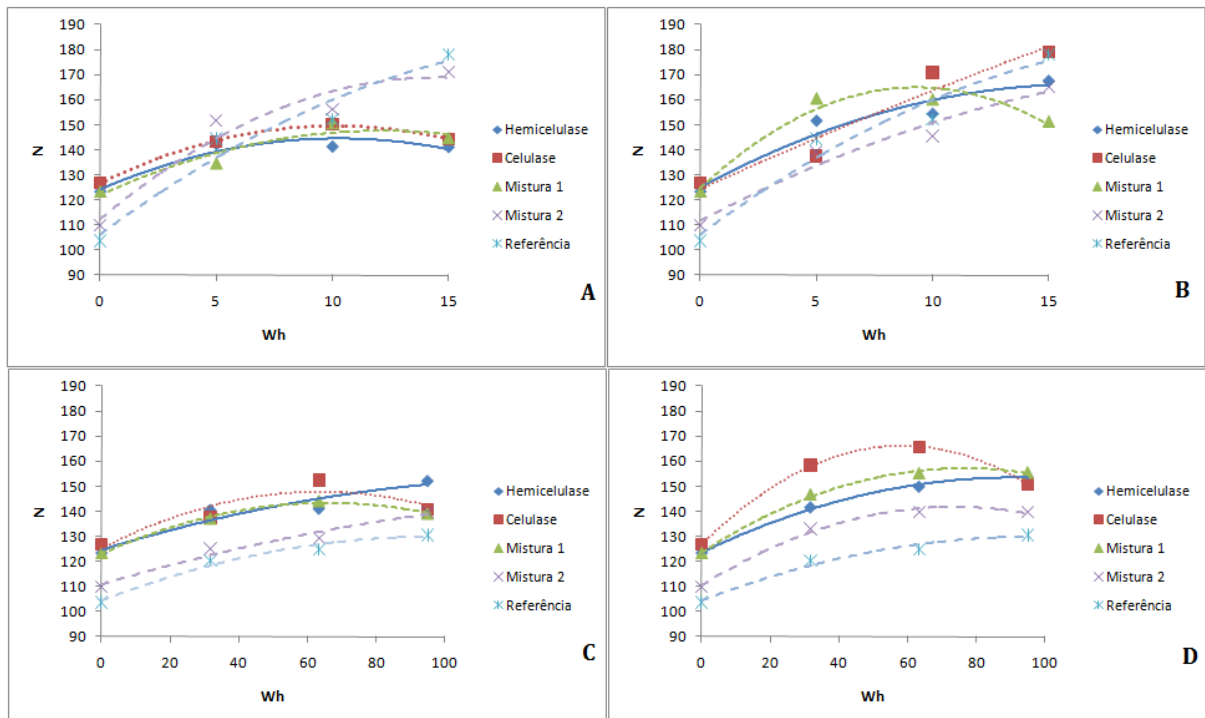 190
180
170
160
150
140
130
120
110
100
90
N
0
5
10
15
Wh
Hemicelulase
Celulase
Mistura 1
Mistura 2
Referência
A
190
180
170
160
150
140
130
120
110
100
90
N
0
5
10
15
Wh
Hemicelulase
Celulase
Mistura 1
Mistura 2
Referência
B
190
180
170
160
150
140
130
120
110
100
90
N
0
20
40
60
80
100
Wh
Hemicelulase
Celulase
Mistura 1
Mistura 2
Referência
C
190
180
170
160
150
140
130
120
110
100
90
N
0
20
40
60
80
100
Wh
Hemicelulase
Celulase
Mistura 1
Mistura 2
Referência
D